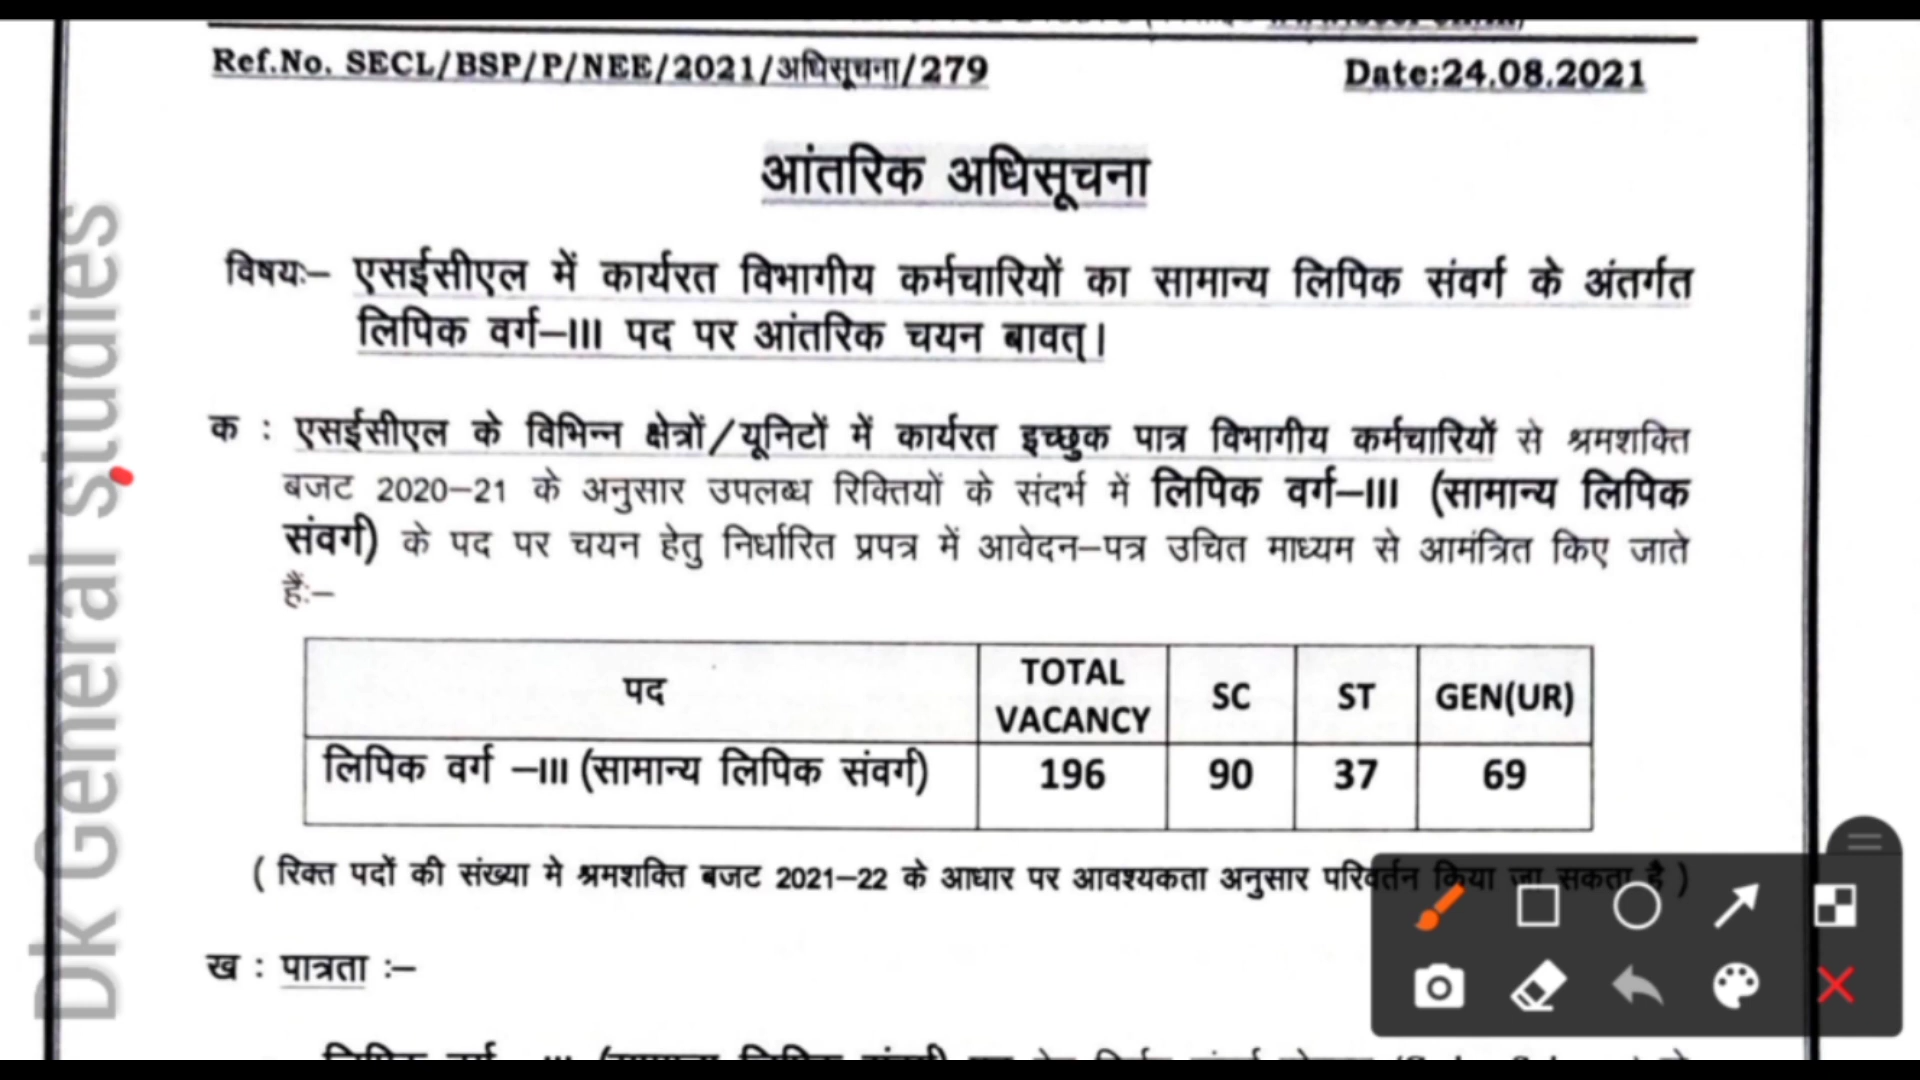 Ref.No. SECL/BSP/P/NEE/2021/अधिसूचना/279 Date:24.08.2021
आंतरिक अधिसूचना
विषयः– एसईसीएल में कार्यरत विभागीय कर्मचारियों का सामान्य लिपिक संवर्ग के अंतर्गत
लिपिक वर्ग–III पद पर आंतरिक चयन बावत्।
क : एसईसीएल के विभिन्न क्षेत्रों/यूनिटों में कार्यरत इच्छुक पात्र विभागीय कर्मचारियों से श्रमशक्ति
बजट 2020–21 के अनुसार उपलब्ध रिक्तियों के संदर्भ में लिपिक वर्ग–III (सामान्य लिपिक
संवर्ग) के पद पर चयन हेतु निर्धारित प्रपत्र में आवेदन–पत्र उचित माध्यम से आमंत्रित किए जाते
हैं:–
पद TOTAL VACANCY SC ST GEN(UR)
लिपिक वर्ग –III (सामान्य लिपिक संवर्ग) 196 90 37 69
( रिक्त पदों की संख्या मे श्रमशक्ति बजट 2021–22 के आधार पर आवश्यकता अनुसार परिवर्तन किया जा सकता है )
ख : पात्रता :–
Dk General studies